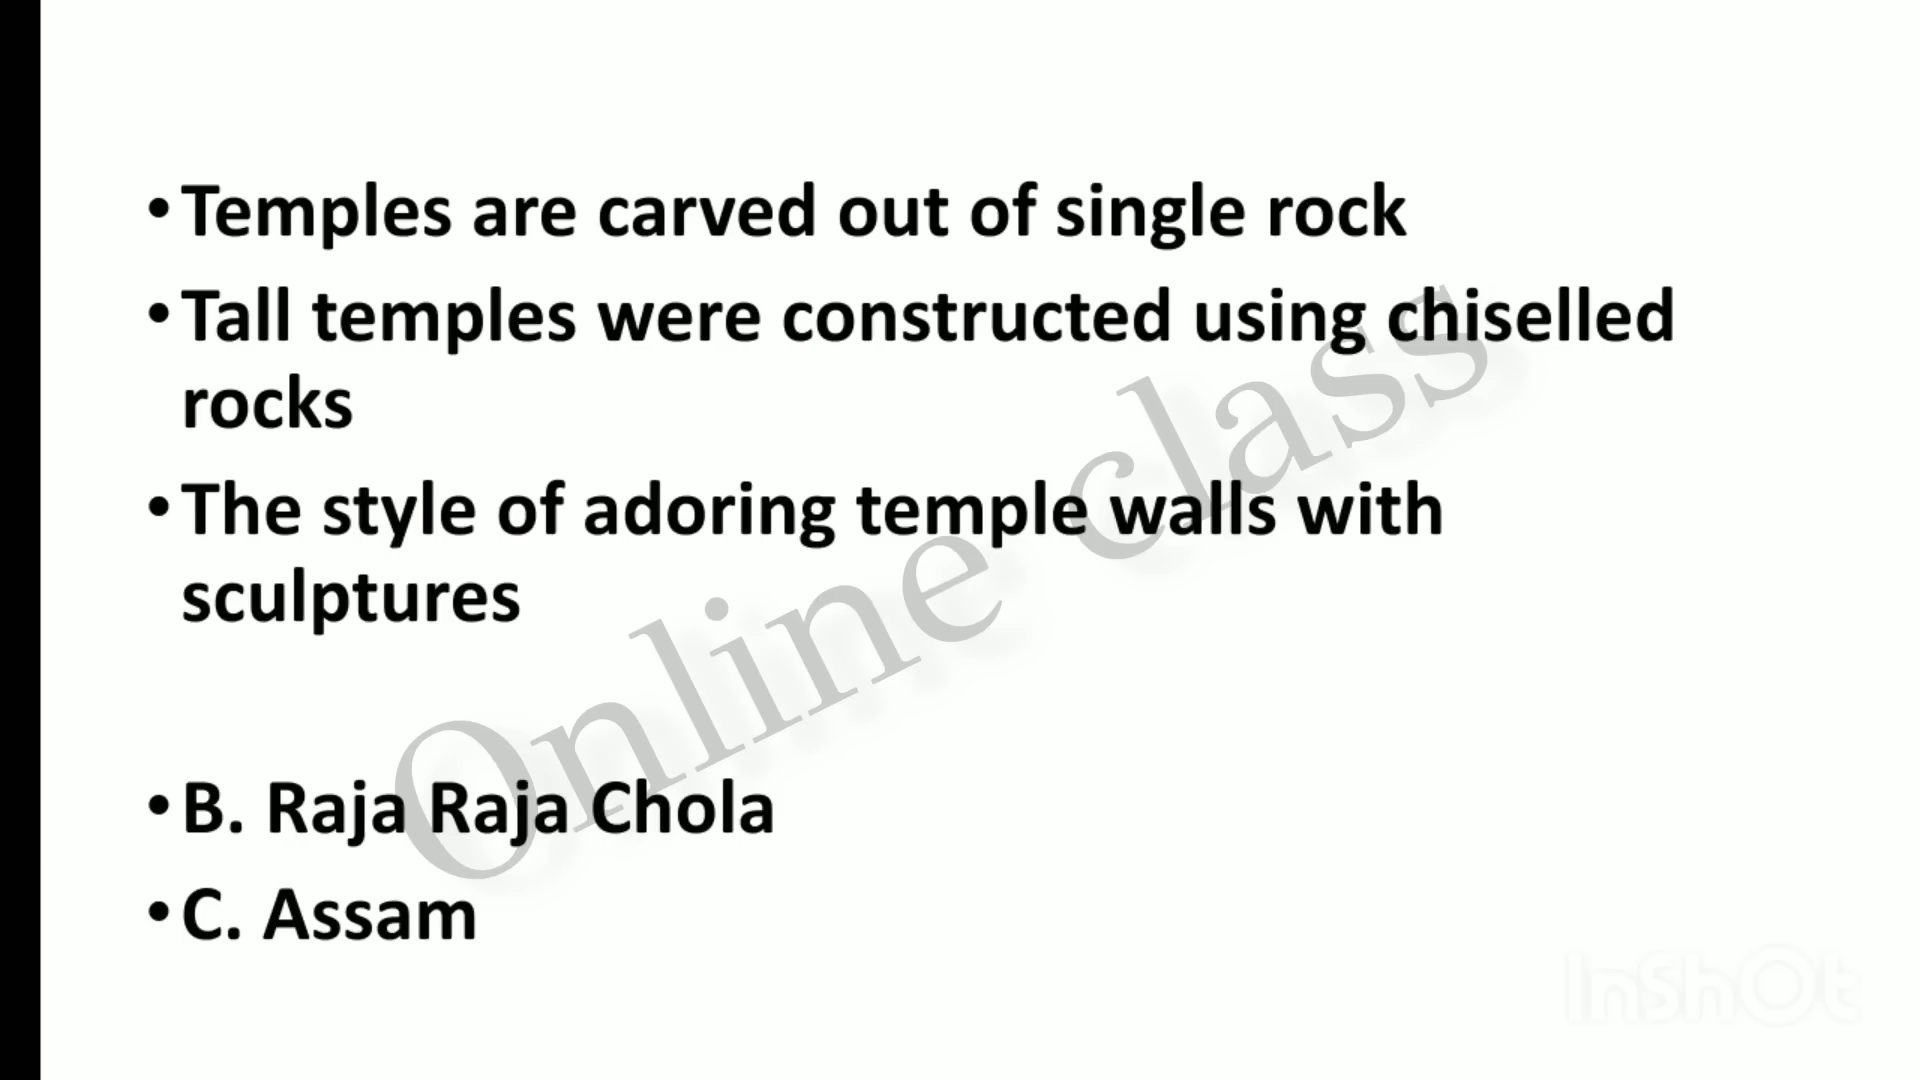 •Temples are carved out of single rock
•Tall temples were constructed using chiselled
rocks
•The style of adoring temple walls with
sculptures
•B. Raja Raja Chola
•C. Assam
Online class
InShOt